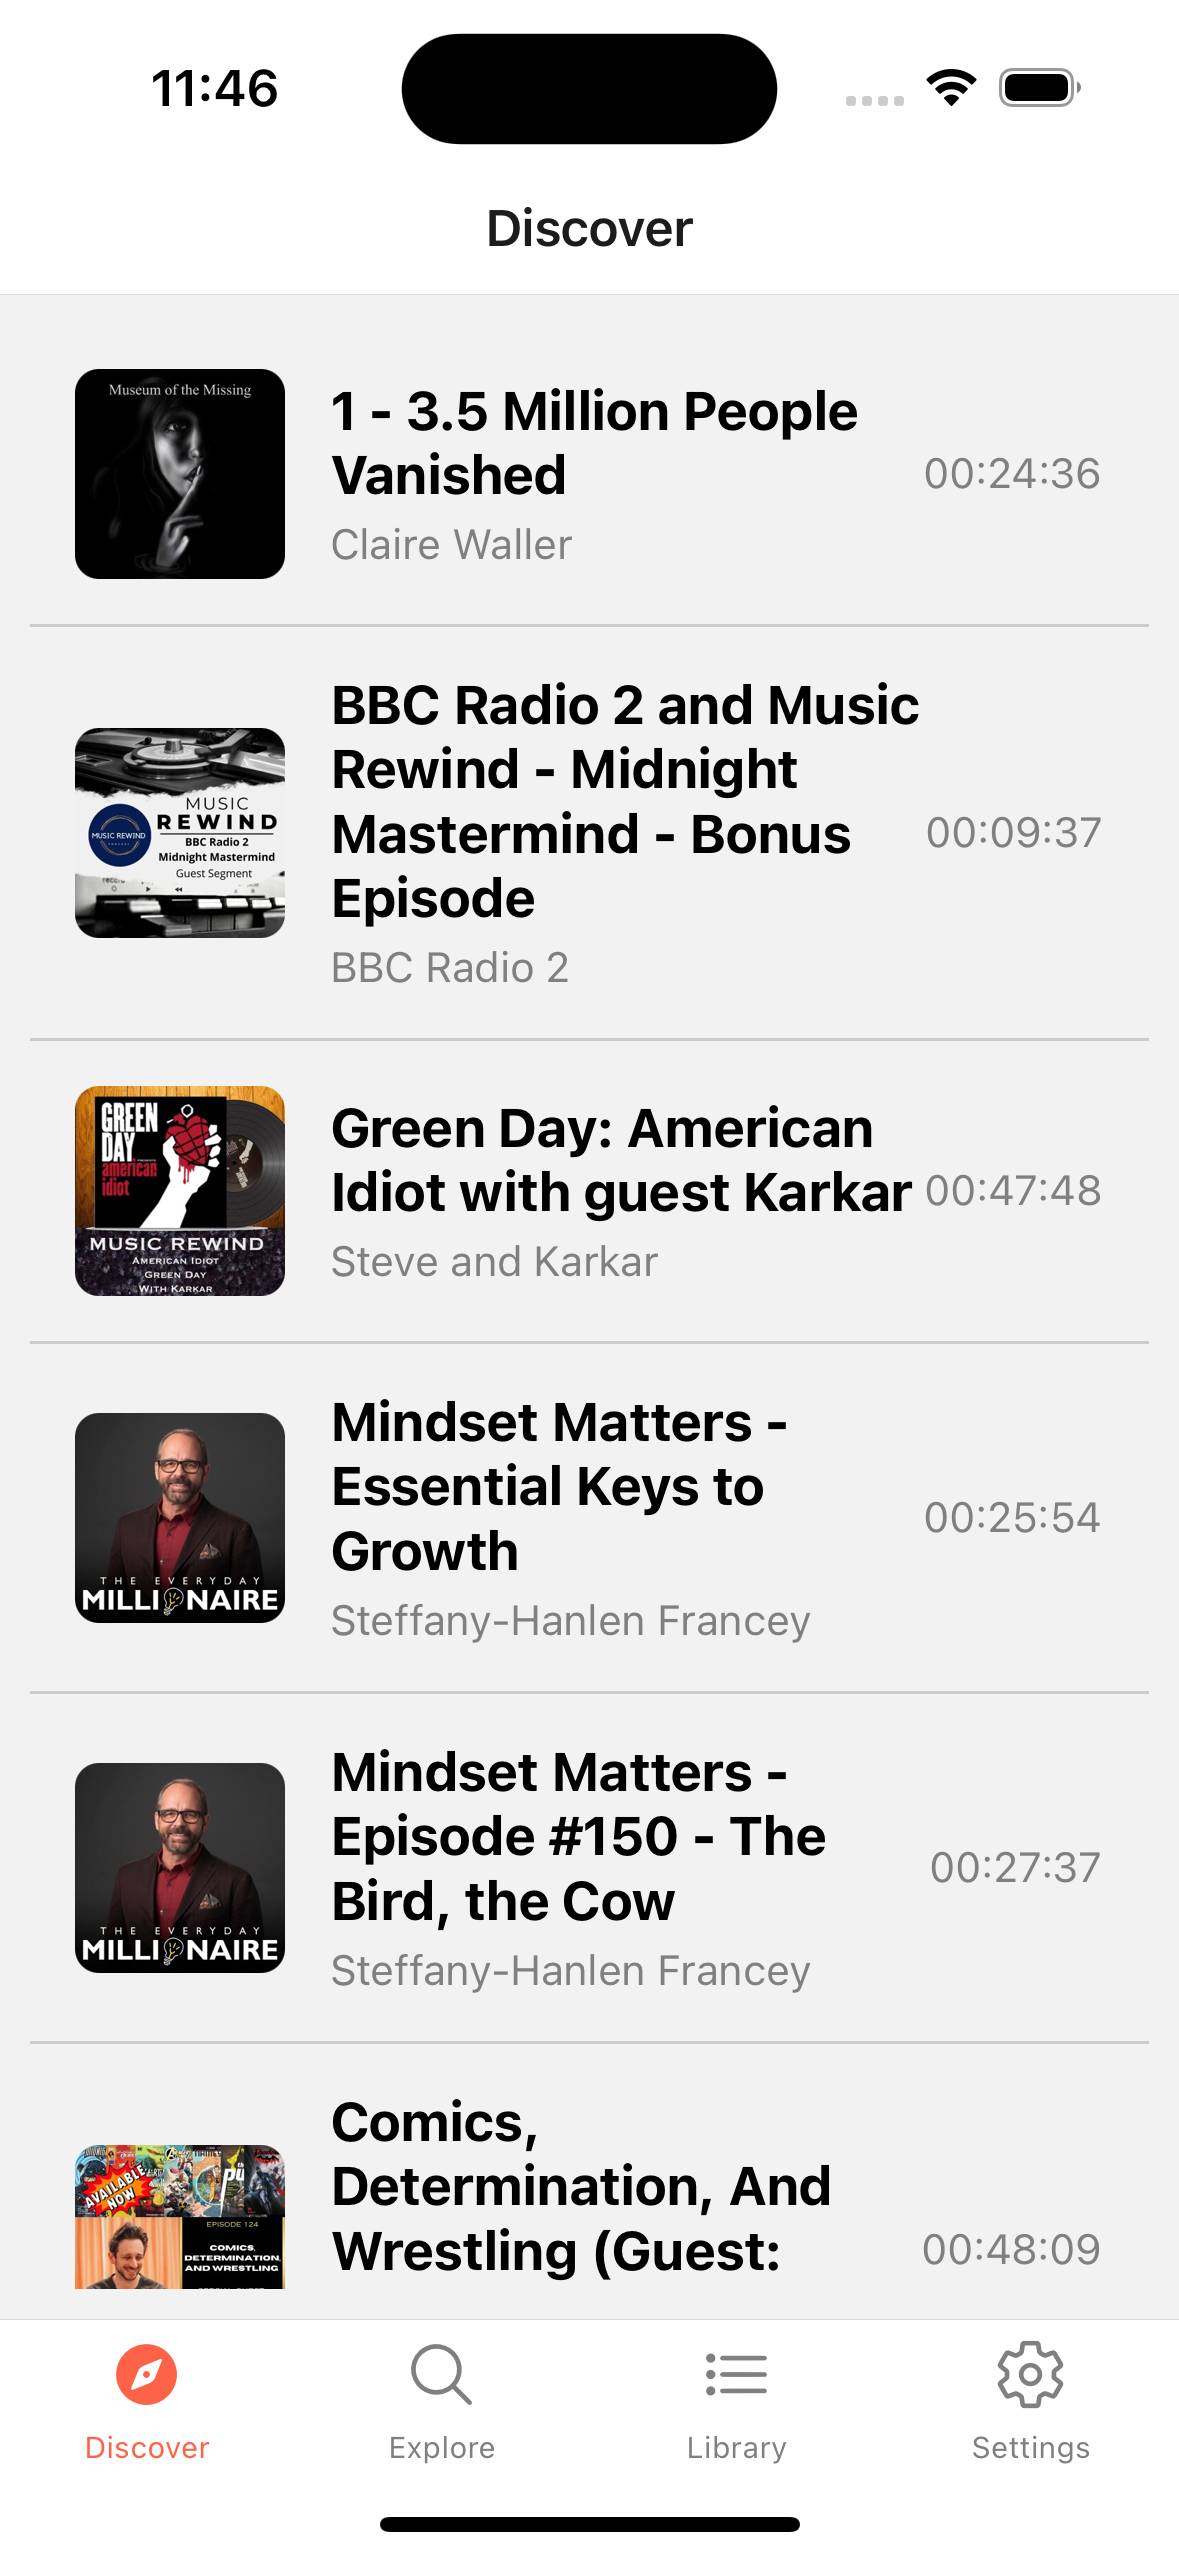 11:46
Discover
Museum of the Missing
1 - 3.5 Million People
Vanished
Claire Waller
00:24:36
MUSIC
REWIND
MUSIC REWIND
PODCAST
BBC Radio 2
Midnight Mastermind
Guest Segment
BBC Radio 2 and Music
Rewind - Midnight
Mastermind - Bonus
Episode
BBC Radio 2
00:09:37
GREEN
DAY
american
idiot
MUSIC REWIND
AMERICAN IDIOT
GREEN DAY
WITH KARKAR
Green Day: American
Idiot with guest Karkar
Steve and Karkar
00:47:48
THE EVERYDAY
MILLIONAIRE
Mindset Matters -
Essential Keys to
Growth
Steffany-Hanlen Francey
00:25:54
THE EVERYDAY
MILLIONAIRE
Mindset Matters -
Episode #150 - The
Bird, the Cow
Steffany-Hanlen Francey
00:27:37
AVAILABLE
NOW
EPISODE 124
COMICS,
DETERMINATION,
AND WRESTLING
Comics,
Determination, And
Wrestling (Guest:
00:48:09
Discover
Explore
Library
Settings